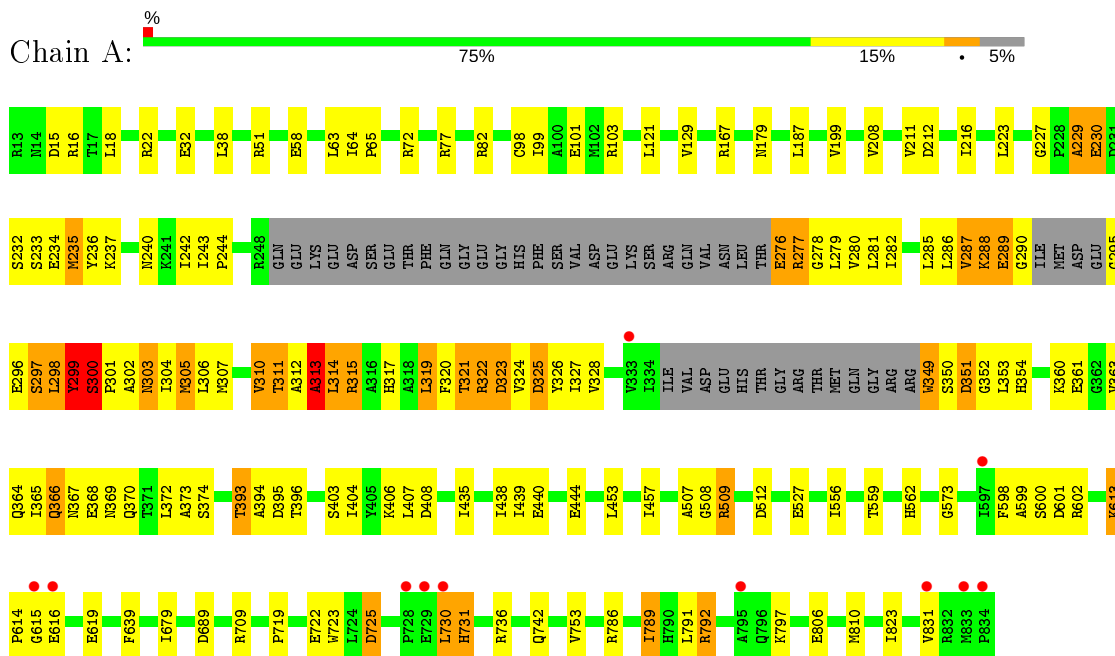 %
Chain A:
75% 15% • 5%
R13 N14 D15 R16 T17 L18 R22 E32 L38 R51 E58 L63 I64 P65 R72 R77 R82 C98 I99 A100 E101 M102 R103 L121 V129 R167 N179 L187 V199 V208 V211 D212 I216 L223 G227 P228 A229 E230
S232 S233 E234 M235 Y236 K237 N240 K241 I242 I243 P244 R248 GLN GLU LYS GLU ASP SER GLU THR PHE GLN GLY GLU GLY HIS PHE SER VAL ASP GLU LYS SER ARG GLN VAL ASN LEU THR E276 R277 G278 L279 V280 L281 I282 L285 L286 V287 K288 E289 G290 ILE MET ASP GLU G295
E296 S297 L298 Y299 S300 P301 A302 N303 I304 M305 L306 M307 V310 T311 A312 A313 L314 R315 A316 H317 A318 L319 F320 T321 R322 D323 V324 D325 Y326 I327 V328 V333 I334 ILE VAL ASP GLU HIS THR GLY ARG THR MET GLN GLY ARG ARG W349 S350 D351 G352 L353 H354 K360 E361 G362 V363
Q364 I365 Q366 N367 E368 N369 Q370 T371 L372 A373 S374 T393 A394 D395 T396 S403 I404 Y405 K406 L407 D408 I435 I438 I439 E440 E444 L453 I457 A507 G508 R509 D512 E527 I556 T559 H562 G573 I597 F598 A599 S600 D601 R602 K613
P614 G615 E616 E619 F639 I679 D689 R709 P719 E722 W723 L724 D725 P728 E729 L730 H731 R736 Q742 V753 R786 I789 H790 L791 R792 A795 Q796 K797 E806 M810 I823 V831 R832 M833 P834